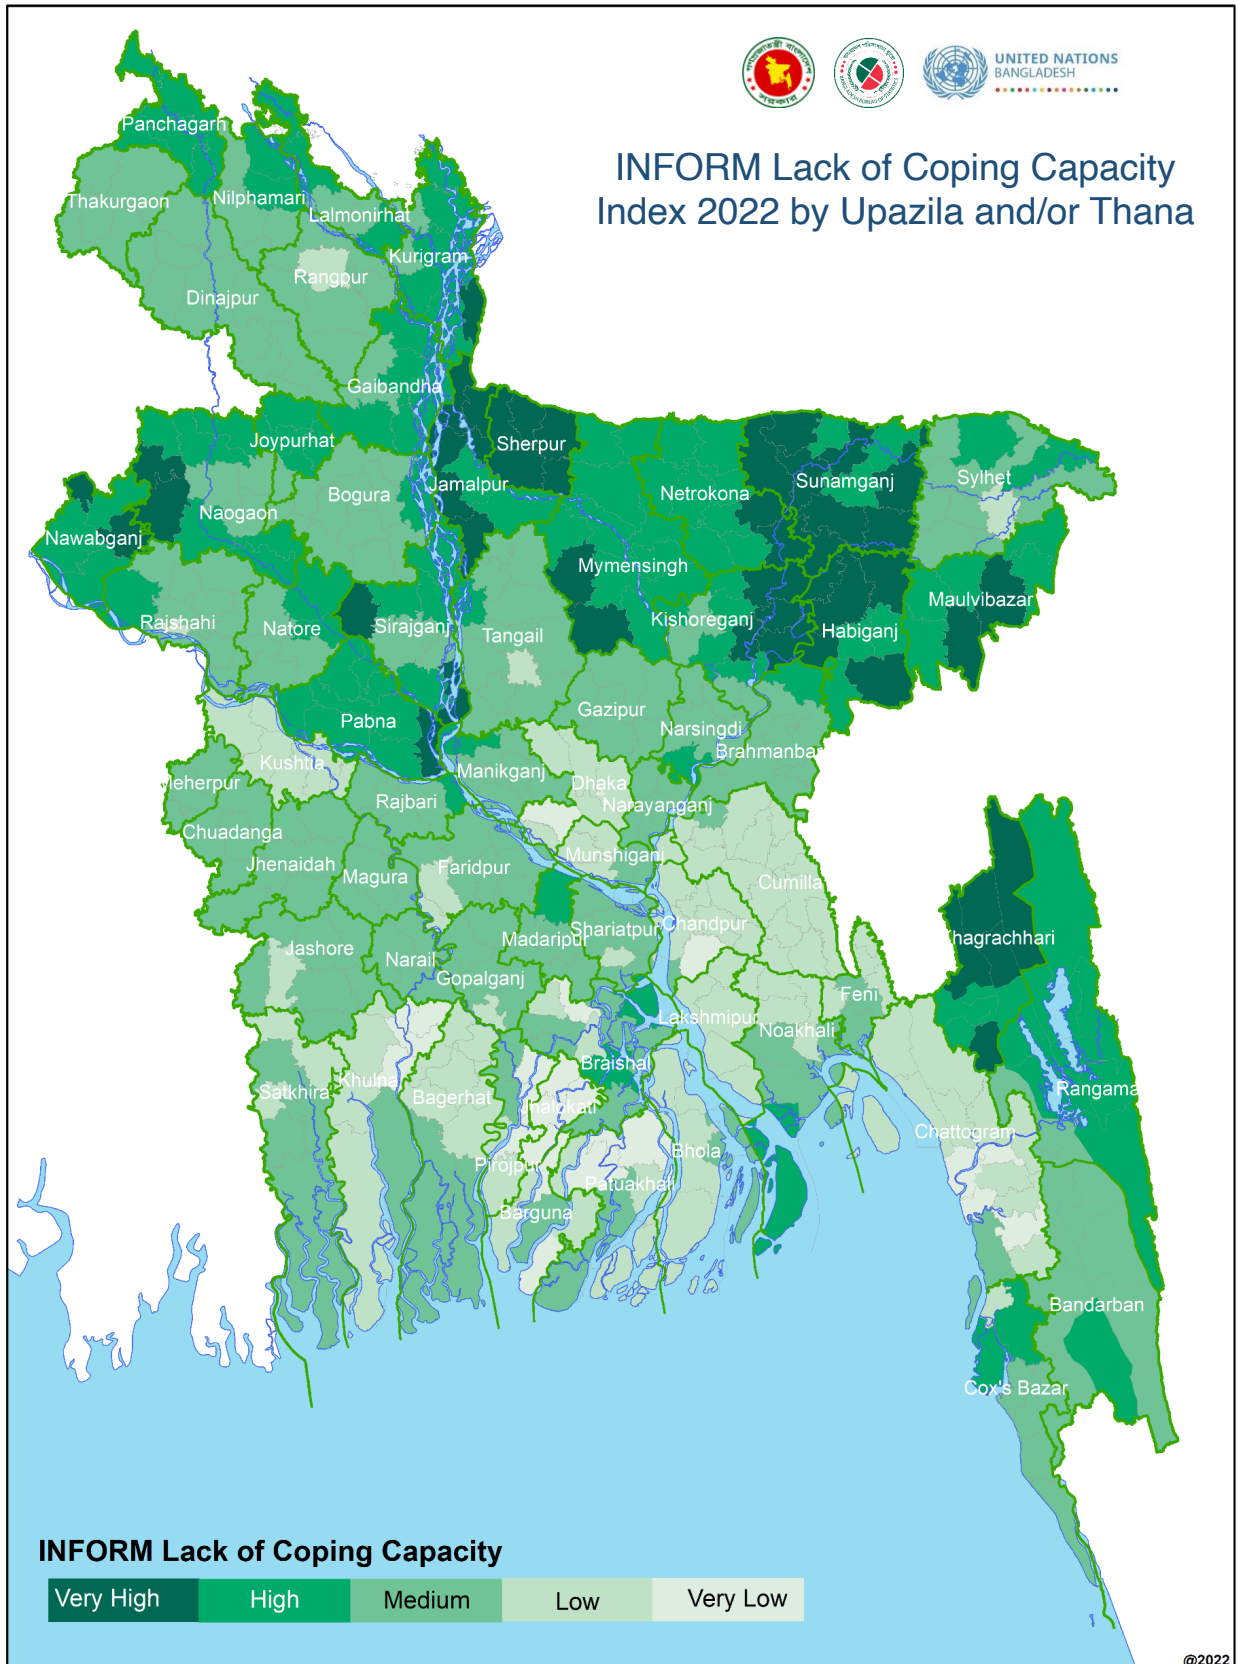 UNITED NATIONS
BANGLADESH
INFORM Lack of Coping Capacity
Index 2022 by Upazila and/or Thana
Panchagarh
Thakurgaon
Nilphamari
Lalmonirhat
Kurigram
Rangpur
Dinajpur
Gaibandha
Joypurhat
Sherpur
Bogura
Jamalpur
Netrokona
Sunamganj
Sylhet
Naogaon
Nawabganj
Mymensingh
Maulvibazar
Rajshahi
Natore
Sirajganj
Tangail
Kishoreganj
Habiganj
Pabna
Gazipur
Narsingdi
Brahmanbar
Kushtia
Manikganj
Dhaka
Meherpur
Rajbari
Narayanganj
Chuadanga
Jhenaidah
Magura
Faridpur
Munshiganj
Cumilla
Jashore
Narail
Madaripur
Shariatpur
Chandpur
hagrachhari
Gopalganj
Feni
Lakshmipur
Noakhali
Satkhira
Khulna
Bagerhat
Braishal
Jhalokati
Rangama
Chattogram
Pirojpur
Bhola
Patuakhali
Barguna
Bandarban
Cox's Bazar
INFORM Lack of Coping Capacity
Very High
High
Medium
Low
Very Low
@2022